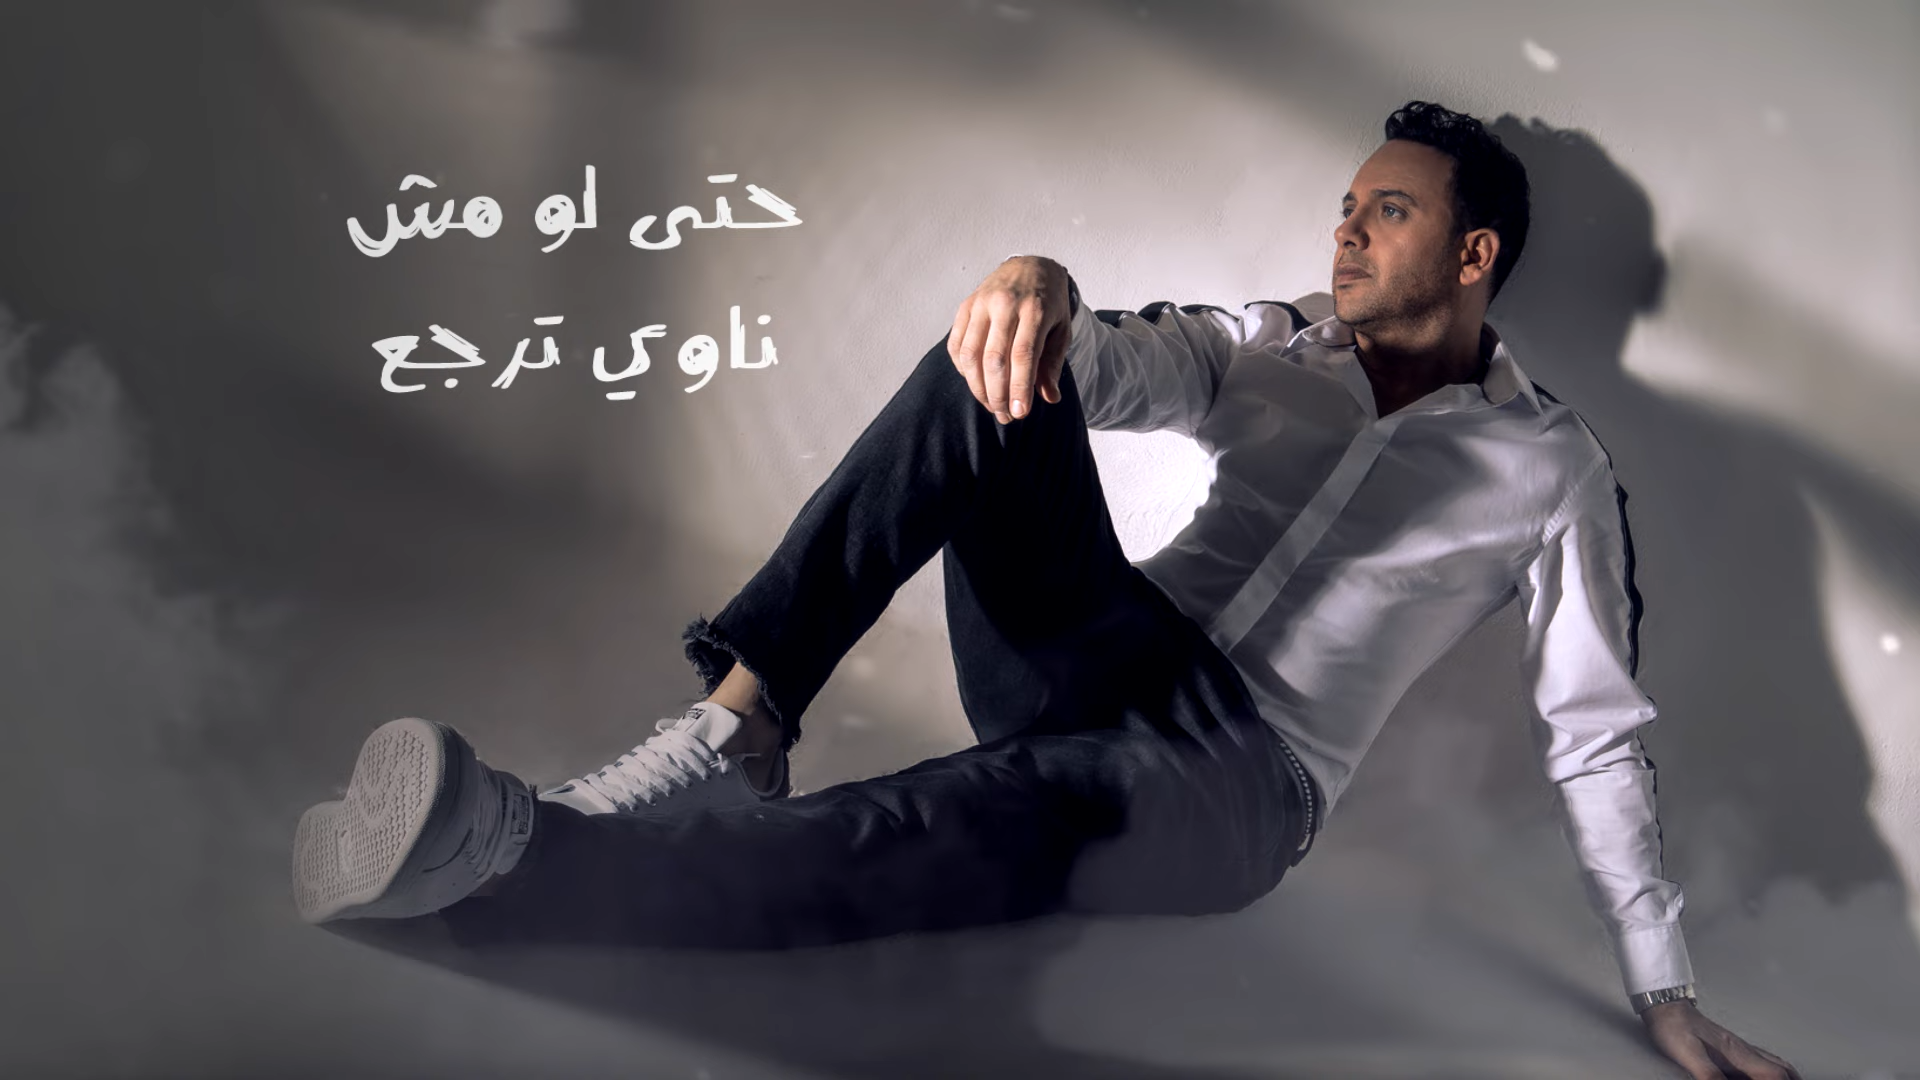 حتى لو مش
ناوي ترجع